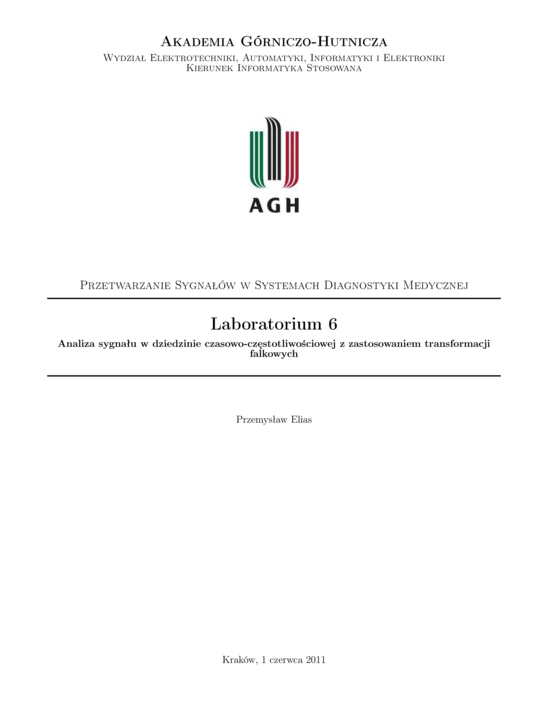 Akademia Górniczo-Hutnicza
Wydział Elektrotechniki, Automatyki, Informatyki i Elektroniki
Kierunek Informatyka Stosowana
AGH
Przetwarzanie Sygnałów w Systemach Diagnostyki Medycznej
Laboratorium 6
Analiza sygnału w dziedzinie czasowo-częstotliwościowej z zastosowaniem transformacji
falkowych
Przemysław Elias
Kraków, 1 czerwca 2011